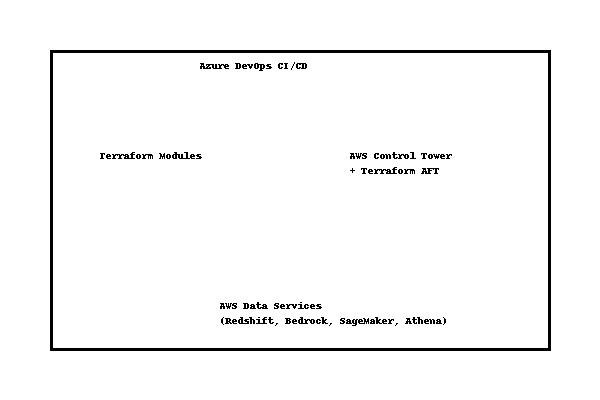 Azure DevOps CI/CD
Terraform Modules
AWS Control Tower
+ Terraform AFT
AWS Data Services
(Redshift, Bedrock, SageMaker, Athena)